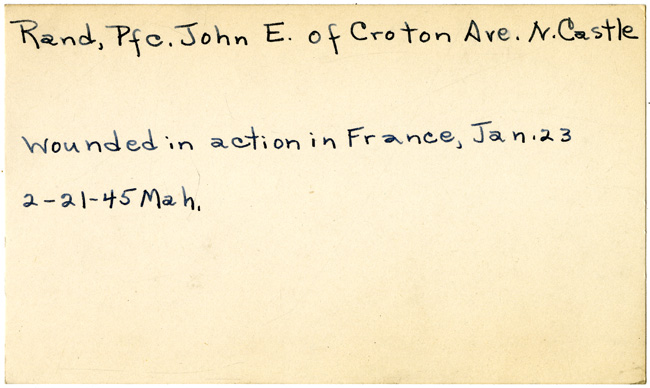 Rand, Pfc. John E. of Croton Ave. N. Castle
Wounded in action in France, Jan. 23
2-21-45 Mah.